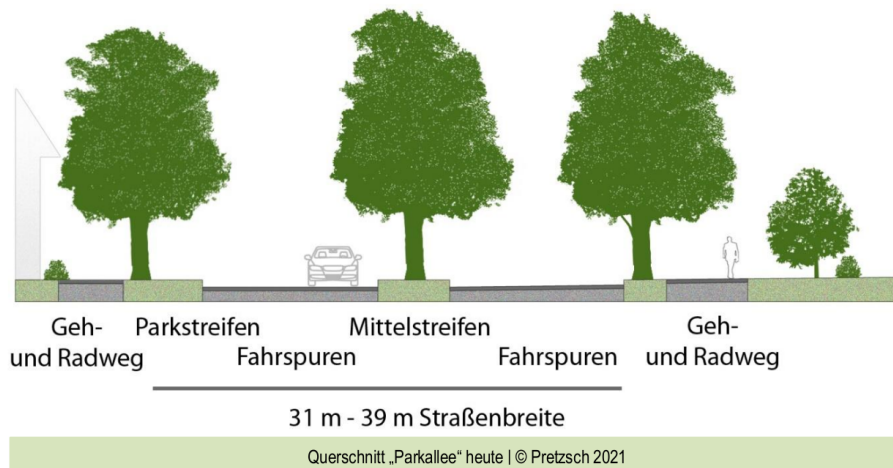 Geh-
und Radweg
Parkstreifen
Fahrspuren
Mittelstreifen
Fahrspuren
Geh-
und Radweg
31 m - 39 m Straßenbreite
Querschnitt „Parkallee“ heute | © Pretzsch 2021